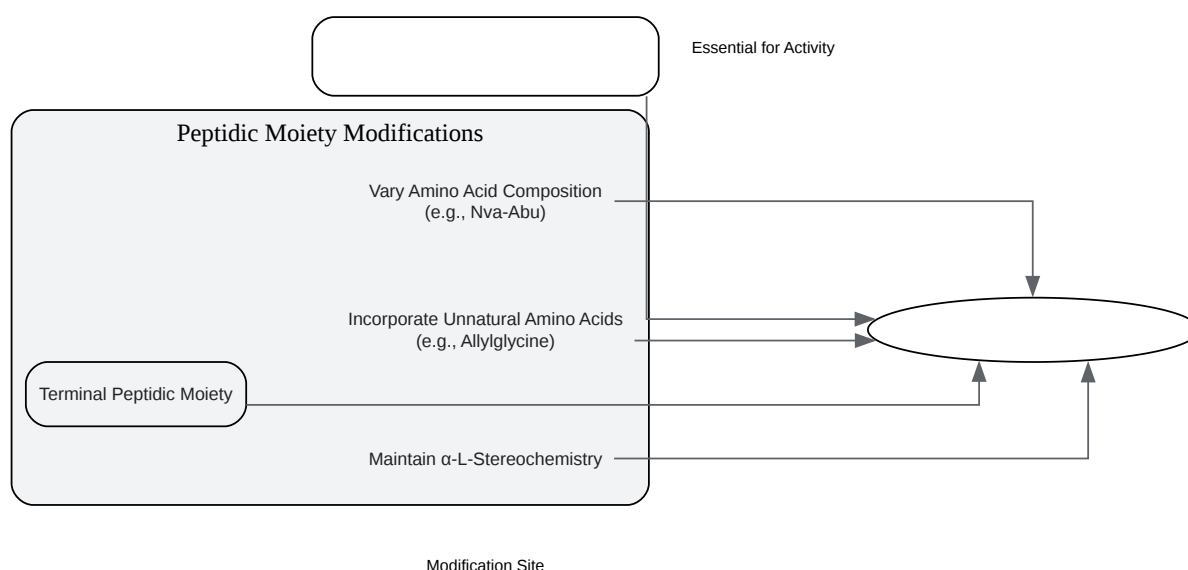 Essential for Activity
Peptidic Moiety Modifications
Vary Amino Acid Composition
(e.g., Nva-Abu)
Incorporate Unnatural Amino Acids
(e.g., Allylglycine)
Terminal Peptidic Moiety
Maintain α-L-Stereochemistry
Modification Site